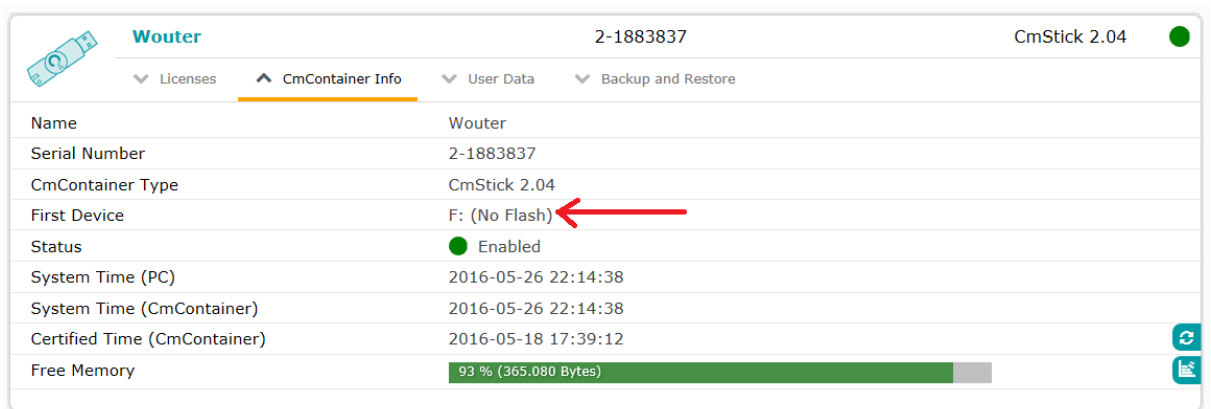 Wouter 2-1883837 CmStick 2.04
Licenses CmContainer Info User Data Backup and Restore
Name Wouter
Serial Number 2-1883837
CmContainer Type CmStick 2.04
First Device F: (No Flash)
Status Enabled
System Time (PC) 2016-05-26 22:14:38
System Time (CmContainer) 2016-05-26 22:14:38
Certified Time (CmContainer) 2016-05-18 17:39:12
Free Memory 93 % (365.080 Bytes)